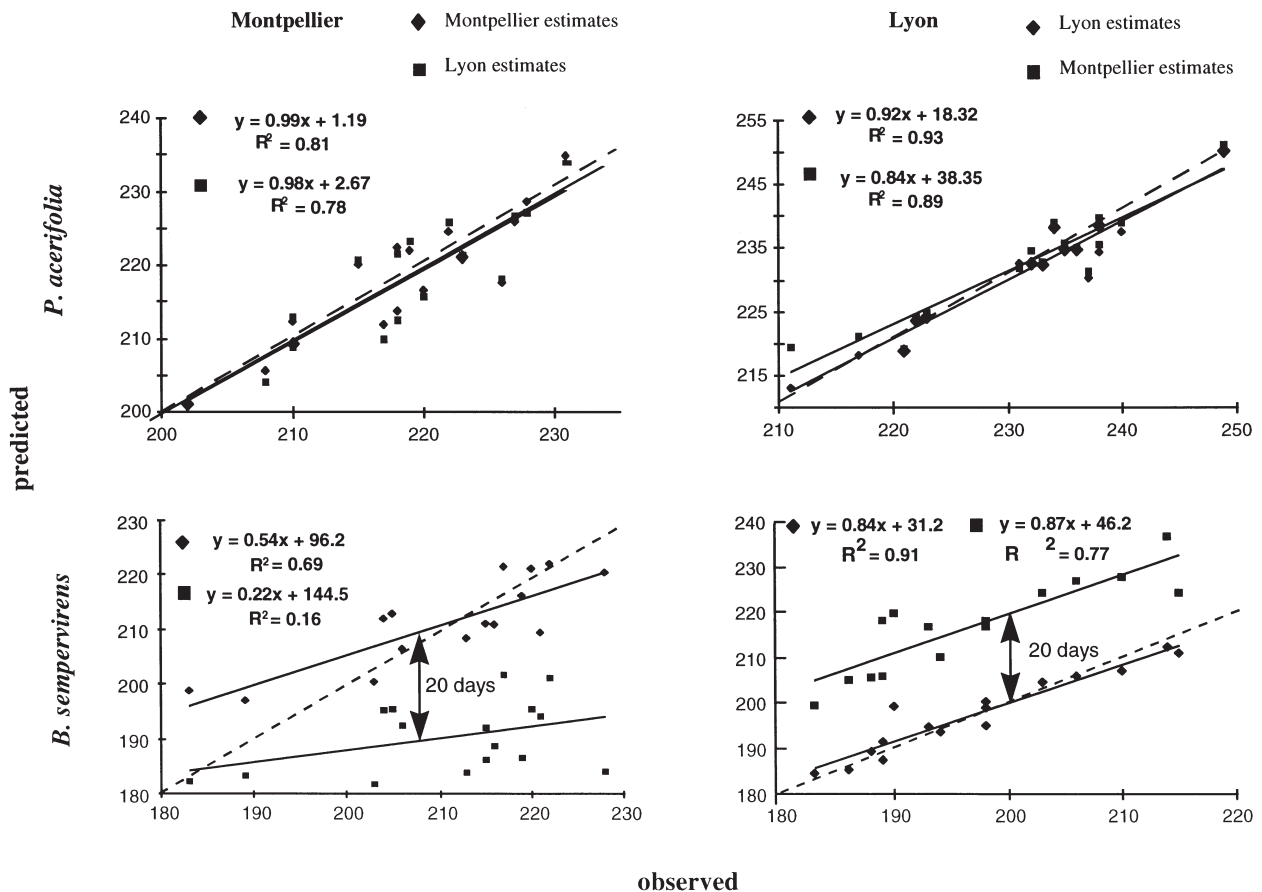 Montpellier
Montpellier estimates
Lyon estimates
Lyon
Lyon estimates
Montpellier estimates
predicted
P. acerifolia
240
230
220
210
200
y = 0.99x + 1.19
R² = 0.81
y = 0.98x + 2.67
R² = 0.78
200 210 220 230
255
245
235
225
215
y = 0.92x + 18.32
R² = 0.93
y = 0.84x + 38.35
R² = 0.89
210 220 230 240 250
B. sempervirens
230
220
210
200
190
180
y = 0.54x + 96.2
R² = 0.69
y = 0.22x + 144.5
R² = 0.16
20 days
180 190 200 210 220 230
240
230
220
210
200
190
180
y = 0.84x + 31.2
R² = 0.91
y = 0.87x + 46.2
R ² = 0.77
20 days
180 190 200 210 220
observed